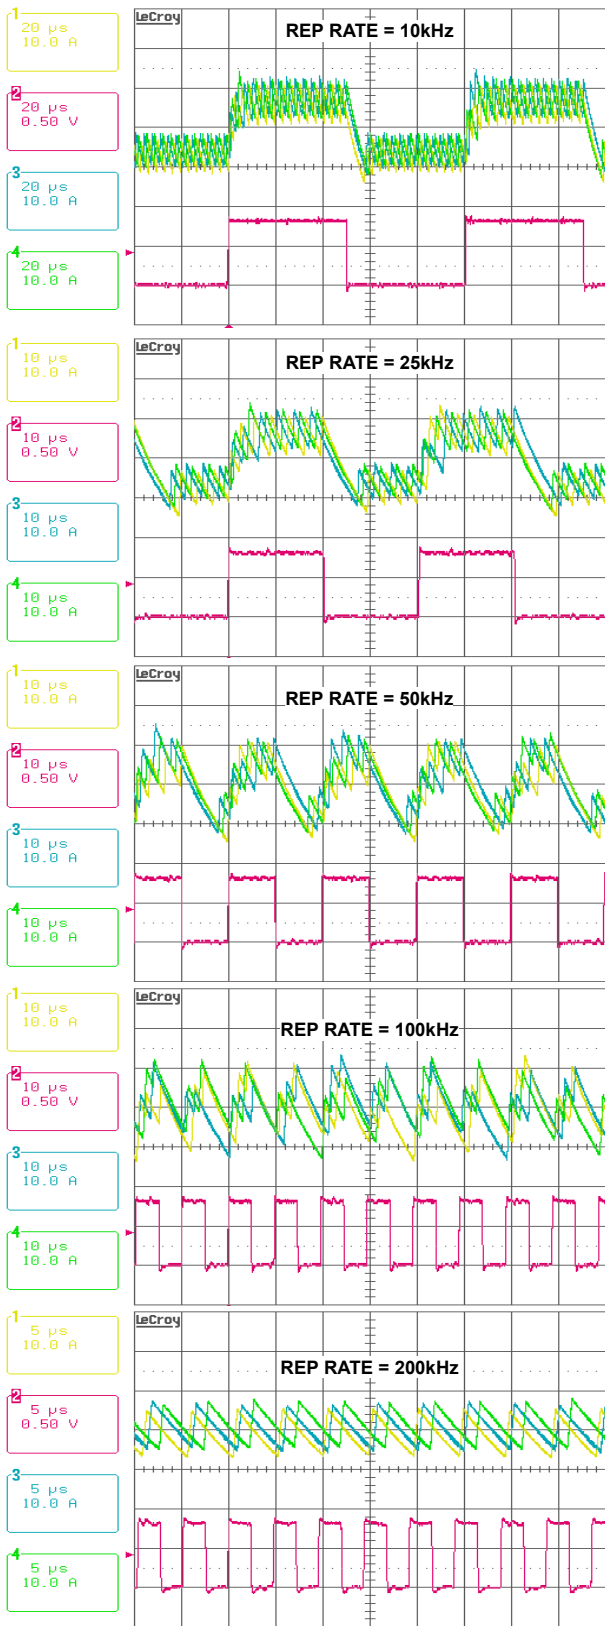 1
20 µs
10.0 A
2
20 µs
0.50 V
3
20 µs
10.0 A
4
20 µs
10.0 A
LeCroy
REP RATE = 10kHz
1
10 µs
10.0 A
2
10 µs
0.50 V
3
10 µs
10.0 A
4
10 µs
10.0 A
LeCroy
REP RATE = 25kHz
1
10 µs
10.0 A
2
10 µs
0.50 V
3
10 µs
10.0 A
4
10 µs
10.0 A
LeCroy
REP RATE = 50kHz
1
10 µs
10.0 A
2
10 µs
0.50 V
3
10 µs
10.0 A
4
10 µs
10.0 A
LeCroy
REP RATE = 100kHz
1
5 µs
10.0 A
2
5 µs
0.50 V
3
5 µs
10.0 A
4
5 µs
10.0 A
LeCroy
REP RATE = 200kHz